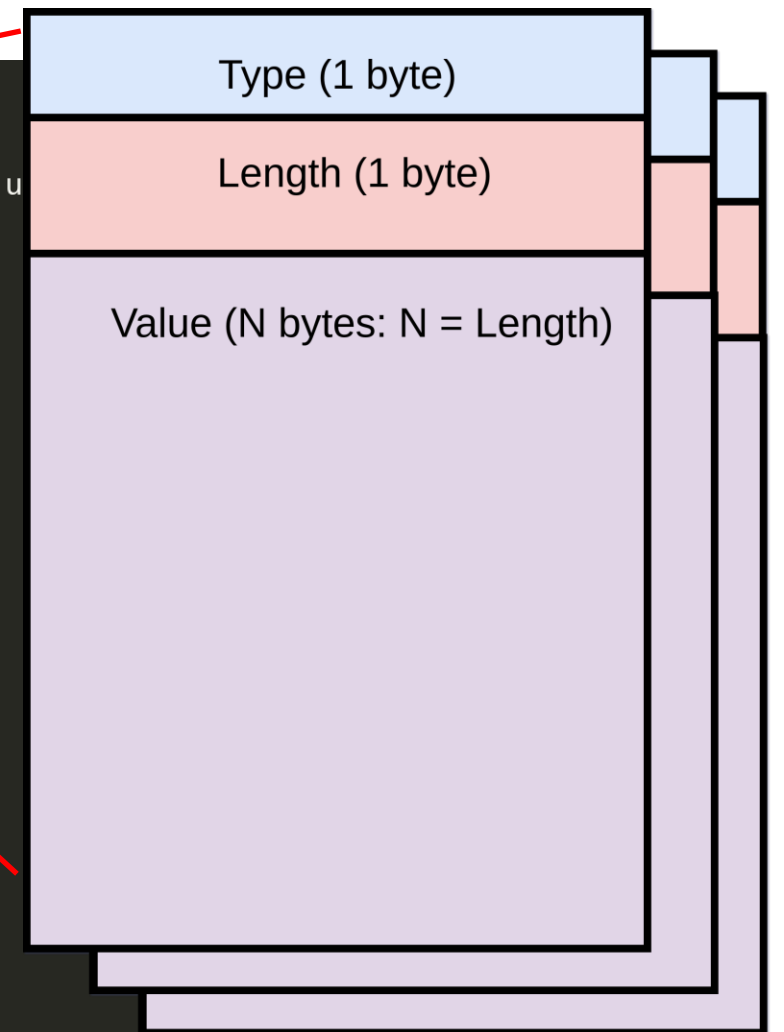 Type (1 byte)
u
Length (1 byte)
Value (N bytes: N = Length)